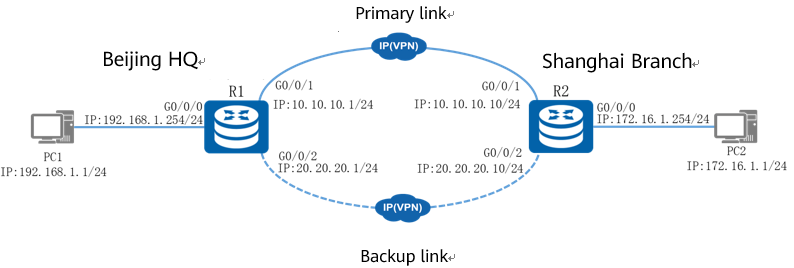 Primary link
IP(VPN)
Beijing HQ
Shanghai Branch
R1
R2
G0/0/1
IP:10.10.10.1/24
G0/0/1
IP:10.10.10.10/24
G0/0/0
IP:192.168.1.254/24
G0/0/0
IP:172.16.1.254/24
PC1
IP:192.168.1.1/24
PC2
IP:172.16.1.1/24
G0/0/2
IP:20.20.20.1/24
G0/0/2
IP:20.20.20.10/24
IP(VPN)
Backup link